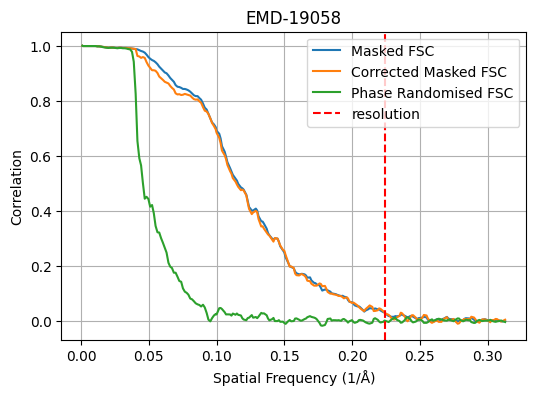 EMD-19058
Masked FSC
Corrected Masked FSC
Phase Randomised FSC
resolution
Correlation
1.0
0.8
0.6
0.4
0.2
0.0
0.00 0.05 0.10 0.15 0.20 0.25 0.30
Spatial Frequency (1/Å)